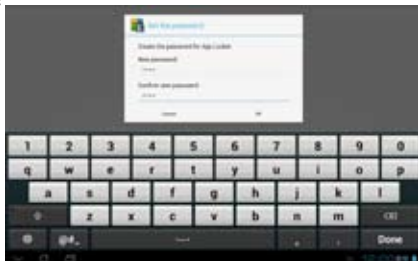 Set the password
Create the password for App Locker.
New password:
Confirm new password:
Cancel
OK
1 2 3 4 5 6 7 8 9 0
q w e r t y u i o p
a s d f g h j k l
z x c v b n m
@#_
. ,
Done